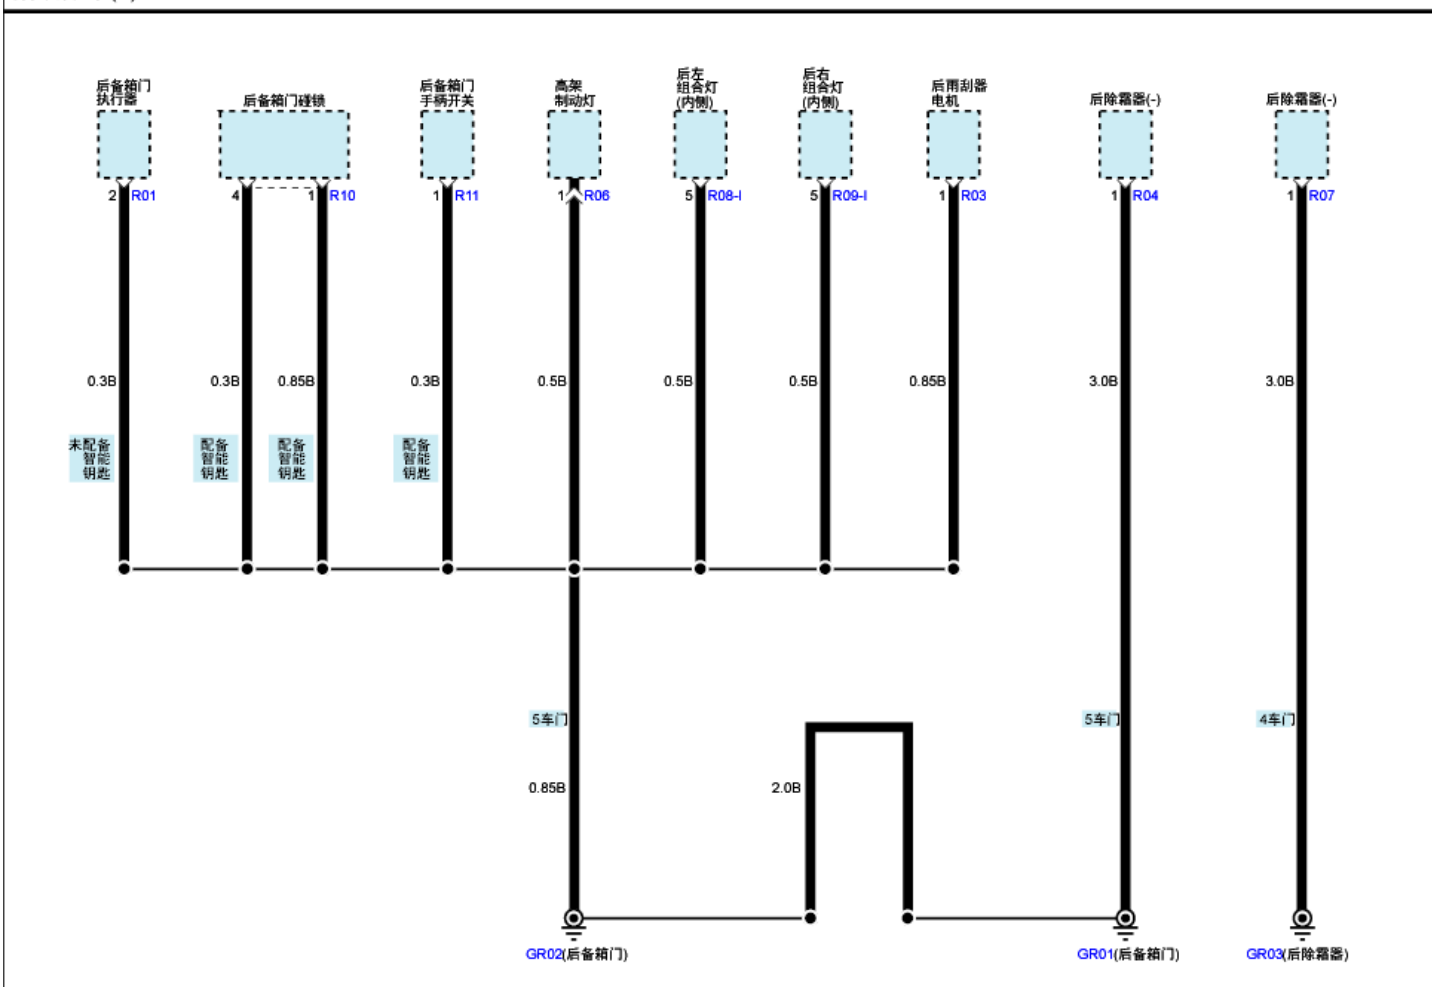 后备箱门
执行器
后备箱门碰锁
后备箱门
手柄开关
高架
制动灯
后左
组合灯
(内侧)
后右
组合灯
(内侧)
后雨刮器
电机
后除霜器(-)
后除霜器(-)
2 R01
4
1 R10
1 R11
1 R06
5 R08-I
5 R09-I
1 R03
1 R04
1 R07
0.3B
0.3B
0.85B
0.3B
0.5B
0.5B
0.5B
0.85B
3.0B
3.0B
未配备
智能
钥匙
配备
智能
钥匙
配备
智能
钥匙
配备
智能
钥匙
5车门
5车门
4车门
0.85B
2.0B
GR02(后备箱门)
GR01(后备箱门)
GR03(后除霜器)